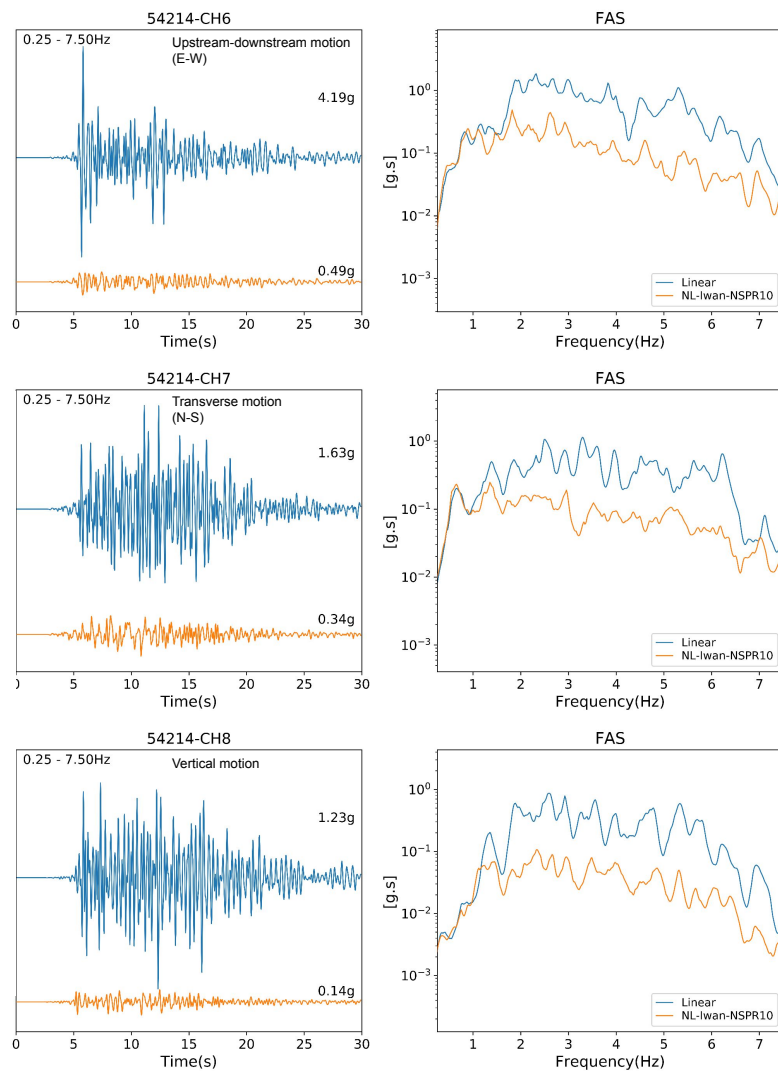 54214-CH6
0.25 - 7.50Hz
Upstream-downstream motion
(E-W)
4.19g
0.49g
0 5 10 15 20 25 30
Time(s)
FAS
[g.s]
10⁰
10⁻¹
10⁻²
10⁻³
Linear
NL-Iwan-NSPR10
1 2 3 4 5 6 7
Frequency(Hz)
54214-CH7
0.25 - 7.50Hz
Transverse motion
(N-S)
1.63g
0.34g
0 5 10 15 20 25 30
Time(s)
FAS
[g.s]
10⁰
10⁻¹
10⁻²
10⁻³
Linear
NL-Iwan-NSPR10
1 2 3 4 5 6 7
Frequency(Hz)
54214-CH8
0.25 - 7.50Hz
Vertical motion
1.23g
0.14g
0 5 10 15 20 25 30
Time(s)
FAS
[g.s]
10⁰
10⁻¹
10⁻²
10⁻³
Linear
NL-Iwan-NSPR10
1 2 3 4 5 6 7
Frequency(Hz)